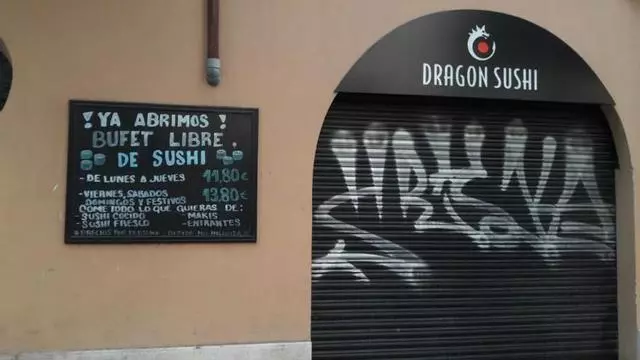 ¡YA ABRIMOS!
BUFET LIBRE
DE SUSHI
- DE LUNES A JUEVES 11,80€
- VIERNES, SABADOS 13,80€
DOMINGOS Y FESTIVOS
COME TODO LO QUE QUIERAS DE:
- SUSHI COCIDO - MAKIS
- SUSHI FRESCO - ENTRANTES
DRAGON SUSHI